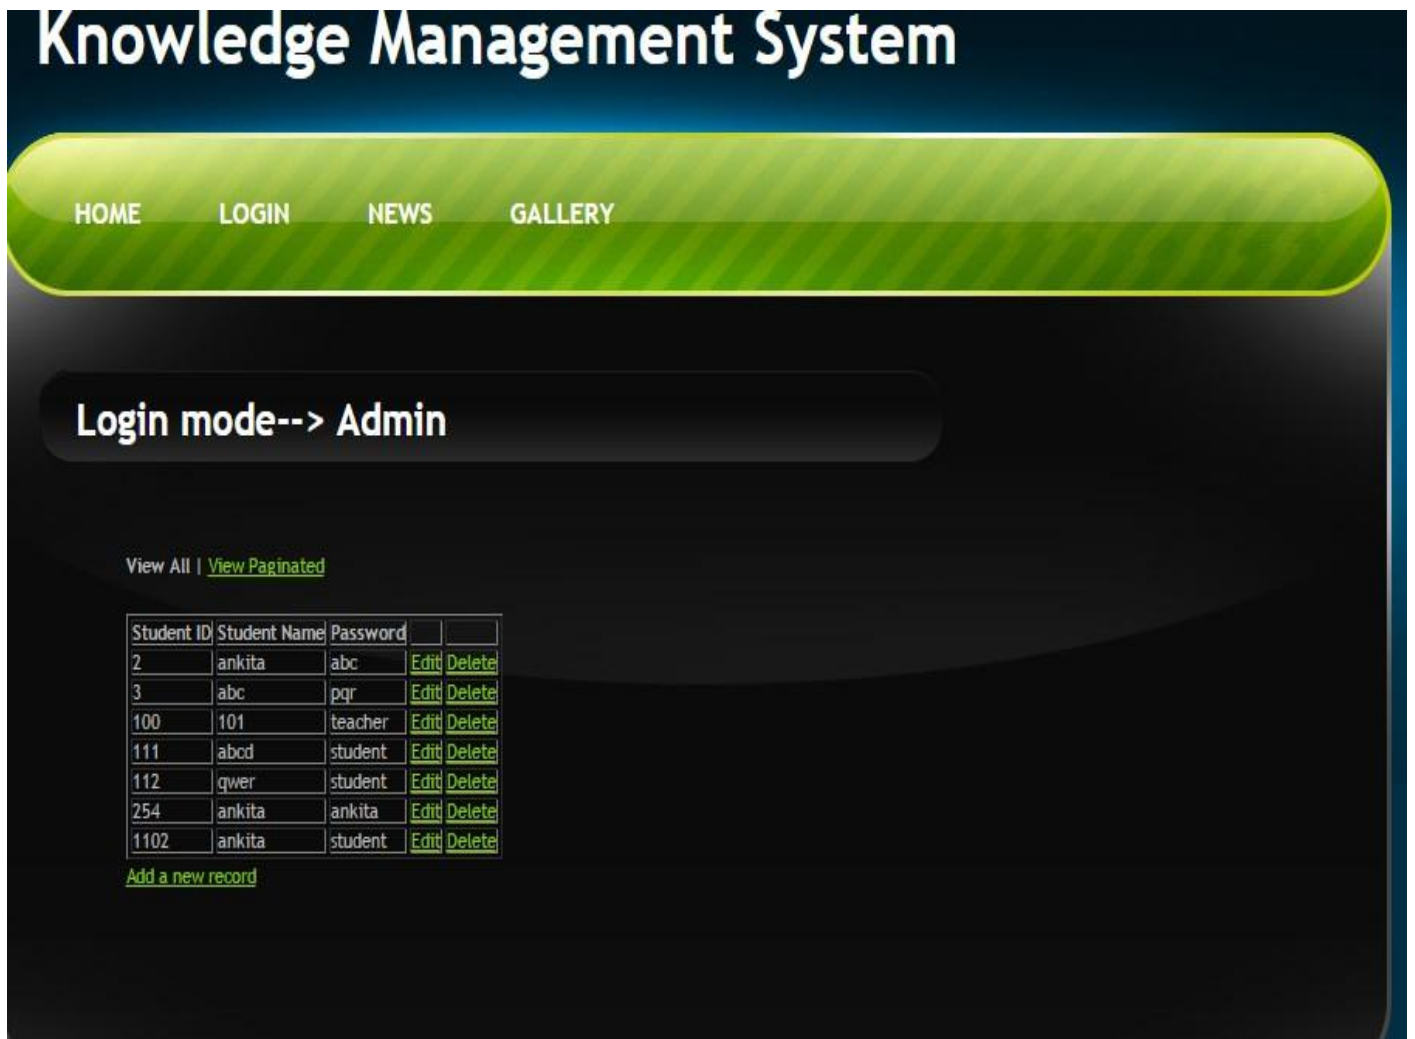 Knowledge Management System
HOME LOGIN NEWS GALLERY
Login mode--> Admin
View All | View Paginated
Student ID Student Name Password
2 ankita abc Edit Delete
3 abc pqr Edit Delete
100 101 teacher Edit Delete
111 abcd student Edit Delete
112 qwer student Edit Delete
254 ankita ankita Edit Delete
1102 ankita student Edit Delete
Add a new record